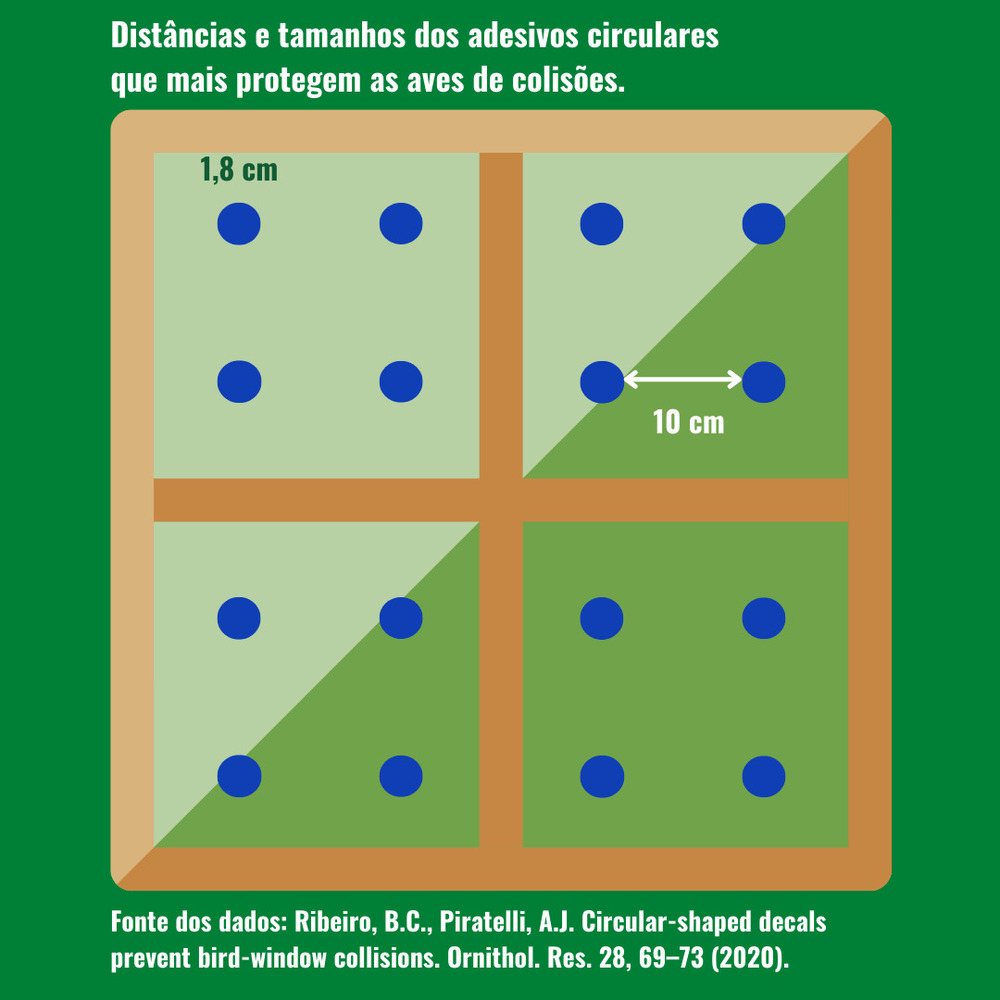 Distâncias e tamanhos dos adesivos circulares
que mais protegem as aves de colisões.
1,8 cm
10 cm
Fonte dos dados: Ribeiro, B.C., Piratelli, A.J. Circular-shaped decals
prevent bird-window collisions. Ornithol. Res. 28, 69–73 (2020).